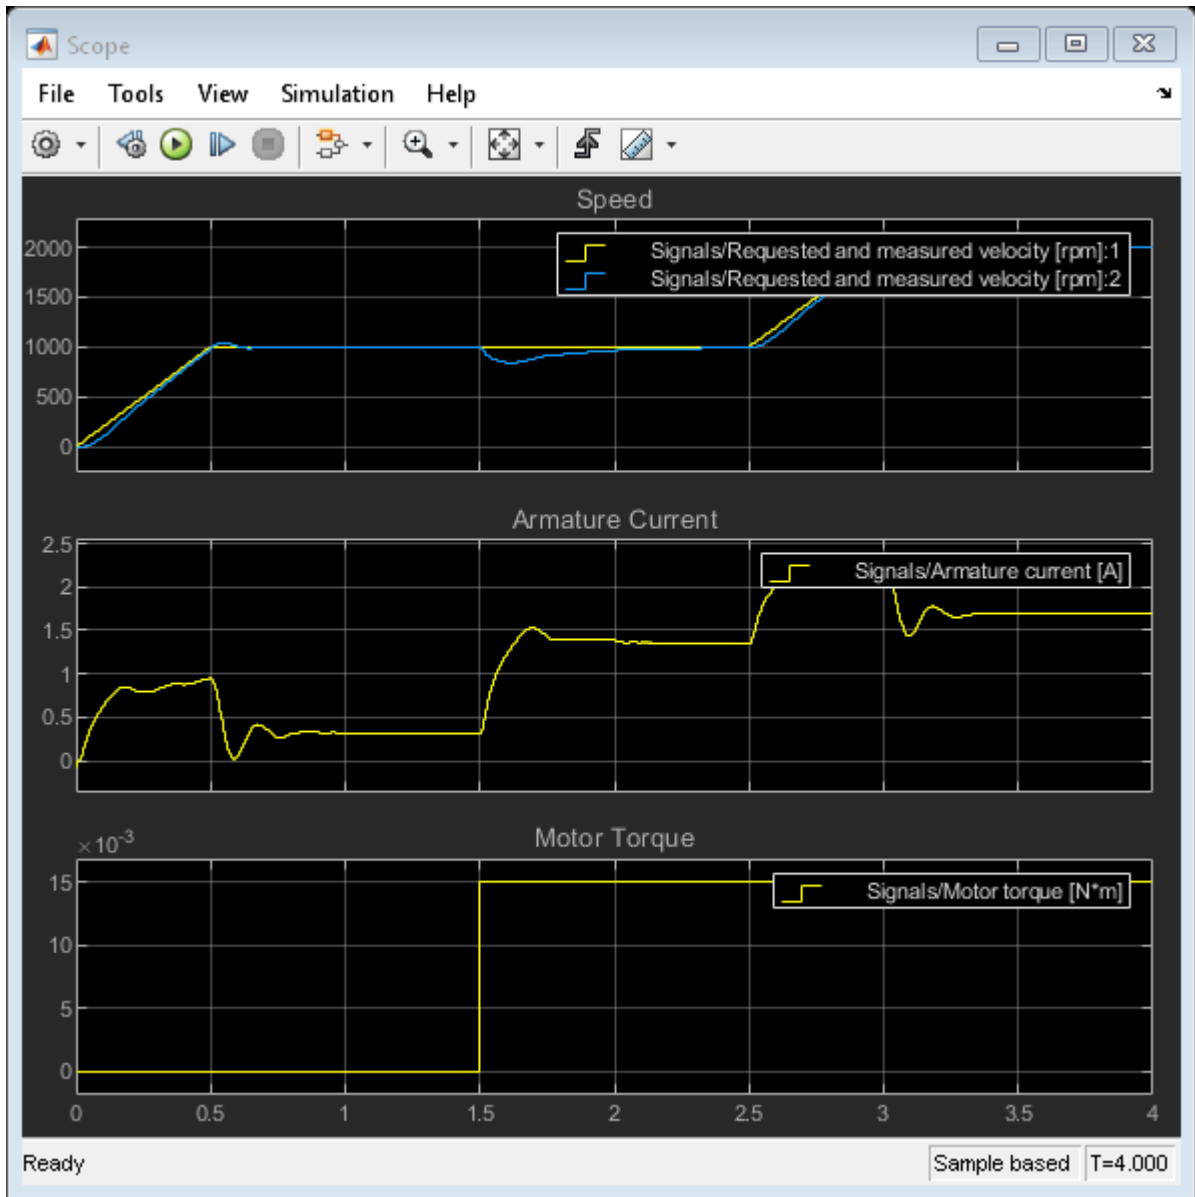 Scope
File Tools View Simulation Help
Speed
Signals/Requested and measured velocity [rpm]:1
Signals/Requested and measured velocity [rpm]:2
2000
1500
1000
500
0
Armature Current
Signals/Armature current [A]
2.5
2
1.5
1
0.5
0
Motor Torque
×10-3
Signals/Motor torque [N*m]
15
10
5
0
0 0.5 1 1.5 2 2.5 3 3.5 4
Ready Sample based T=4.000